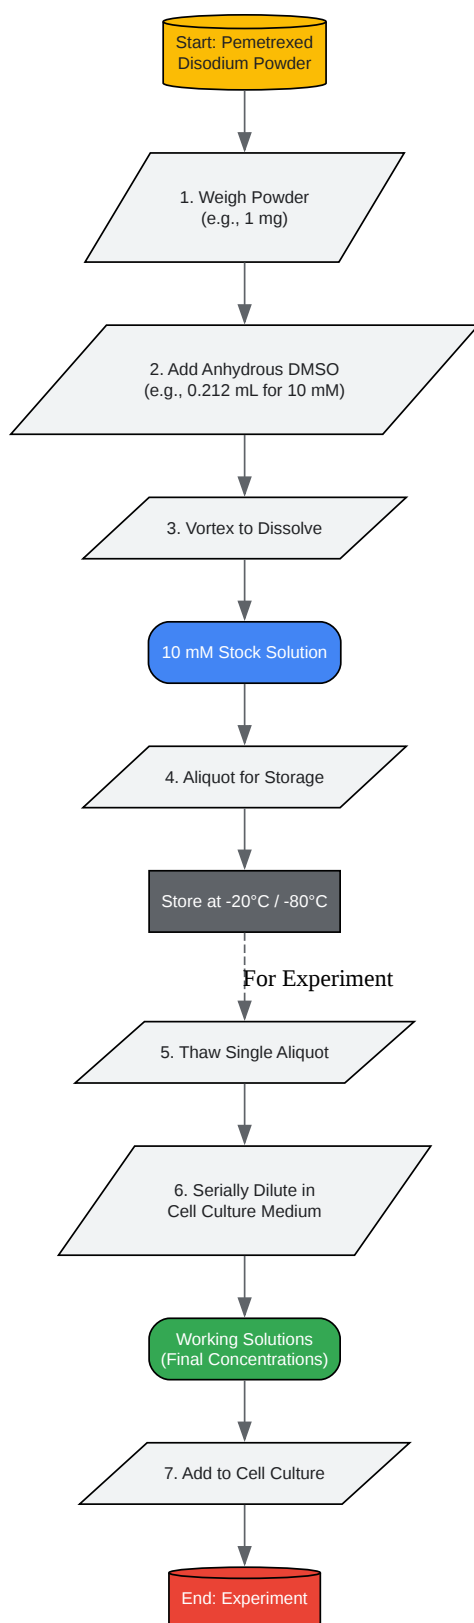 Start: Pemetrexed
Disodium Powder
1. Weigh Powder
(e.g., 1 mg)
2. Add Anhydrous DMSO
(e.g., 0.212 mL for 10 mM)
3. Vortex to Dissolve
10 mM Stock Solution
4. Aliquot for Storage
Store at -20°C / -80°C
For Experiment
5. Thaw Single Aliquot
6. Serially Dilute in
Cell Culture Medium
Working Solutions
(Final Concentrations)
7. Add to Cell Culture
End: Experiment